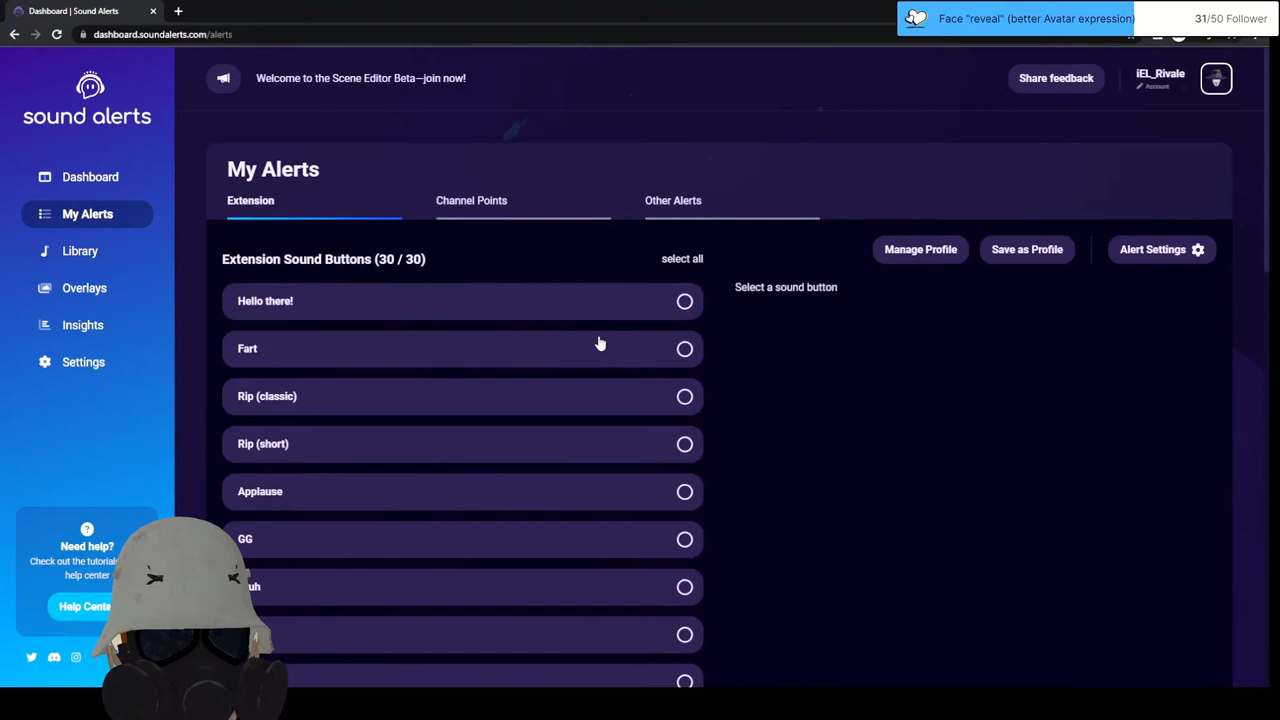 Dashboard | Sound Alerts
dashboard.soundalerts.com/alerts
Face "reveal" (better Avatar expression)
31/50 Follower
sound alerts
Welcome to the Scene Editor Beta—join now!
Share feedback
iEL_Rivale
Account
Dashboard
My Alerts
Library
Overlays
Insights
Settings
My Alerts
Extension
Channel Points
Other Alerts
Manage Profile
Save as Profile
Alert Settings
Extension Sound Buttons (30 / 30)
select all
Select a sound button
Hello there!
Fart
Rip (classic)
Rip (short)
Applause
GG
uh
Need help?
Check out the tutorials
help center
Help Cente